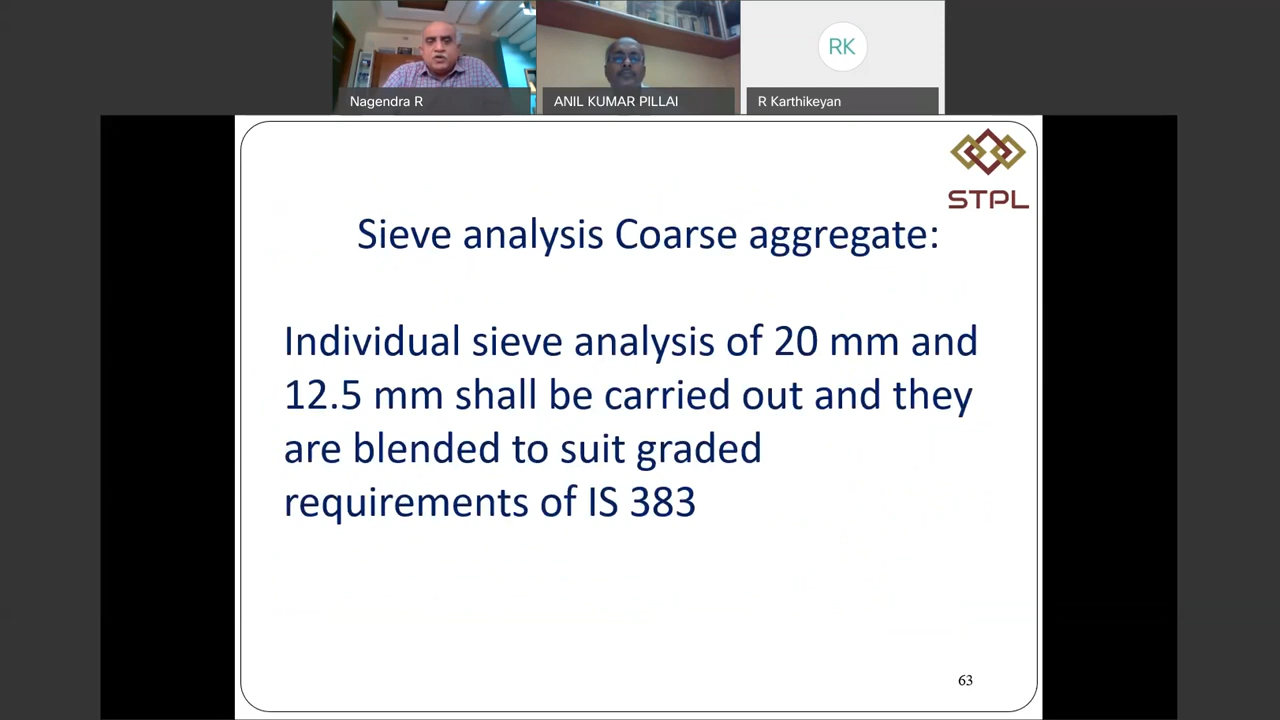 RK
Nagendra R
ANIL KUMAR PILLAI
R Karthikeyan
STPL
Sieve analysis Coarse aggregate:
Individual sieve analysis of 20 mm and
12.5 mm shall be carried out and they
are blended to suit graded
requirements of IS 383
63